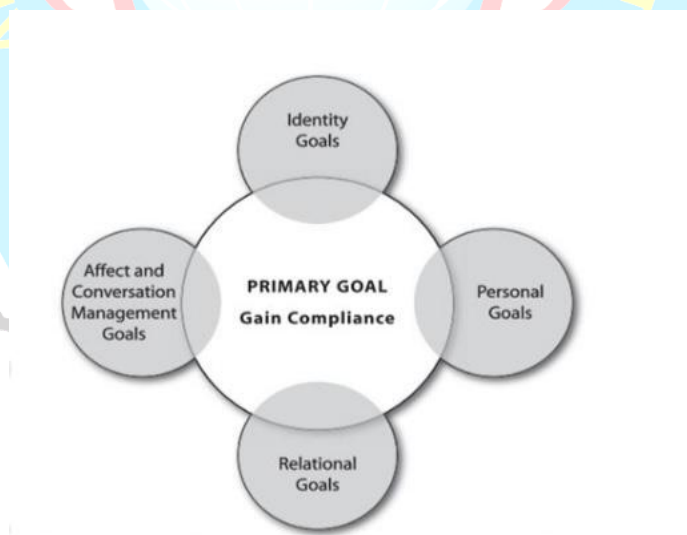 Identity
Goals
Affect and
Conversation
Management
Goals
PRIMARY GOAL
Gain Compliance
Personal
Goals
Relational
Goals